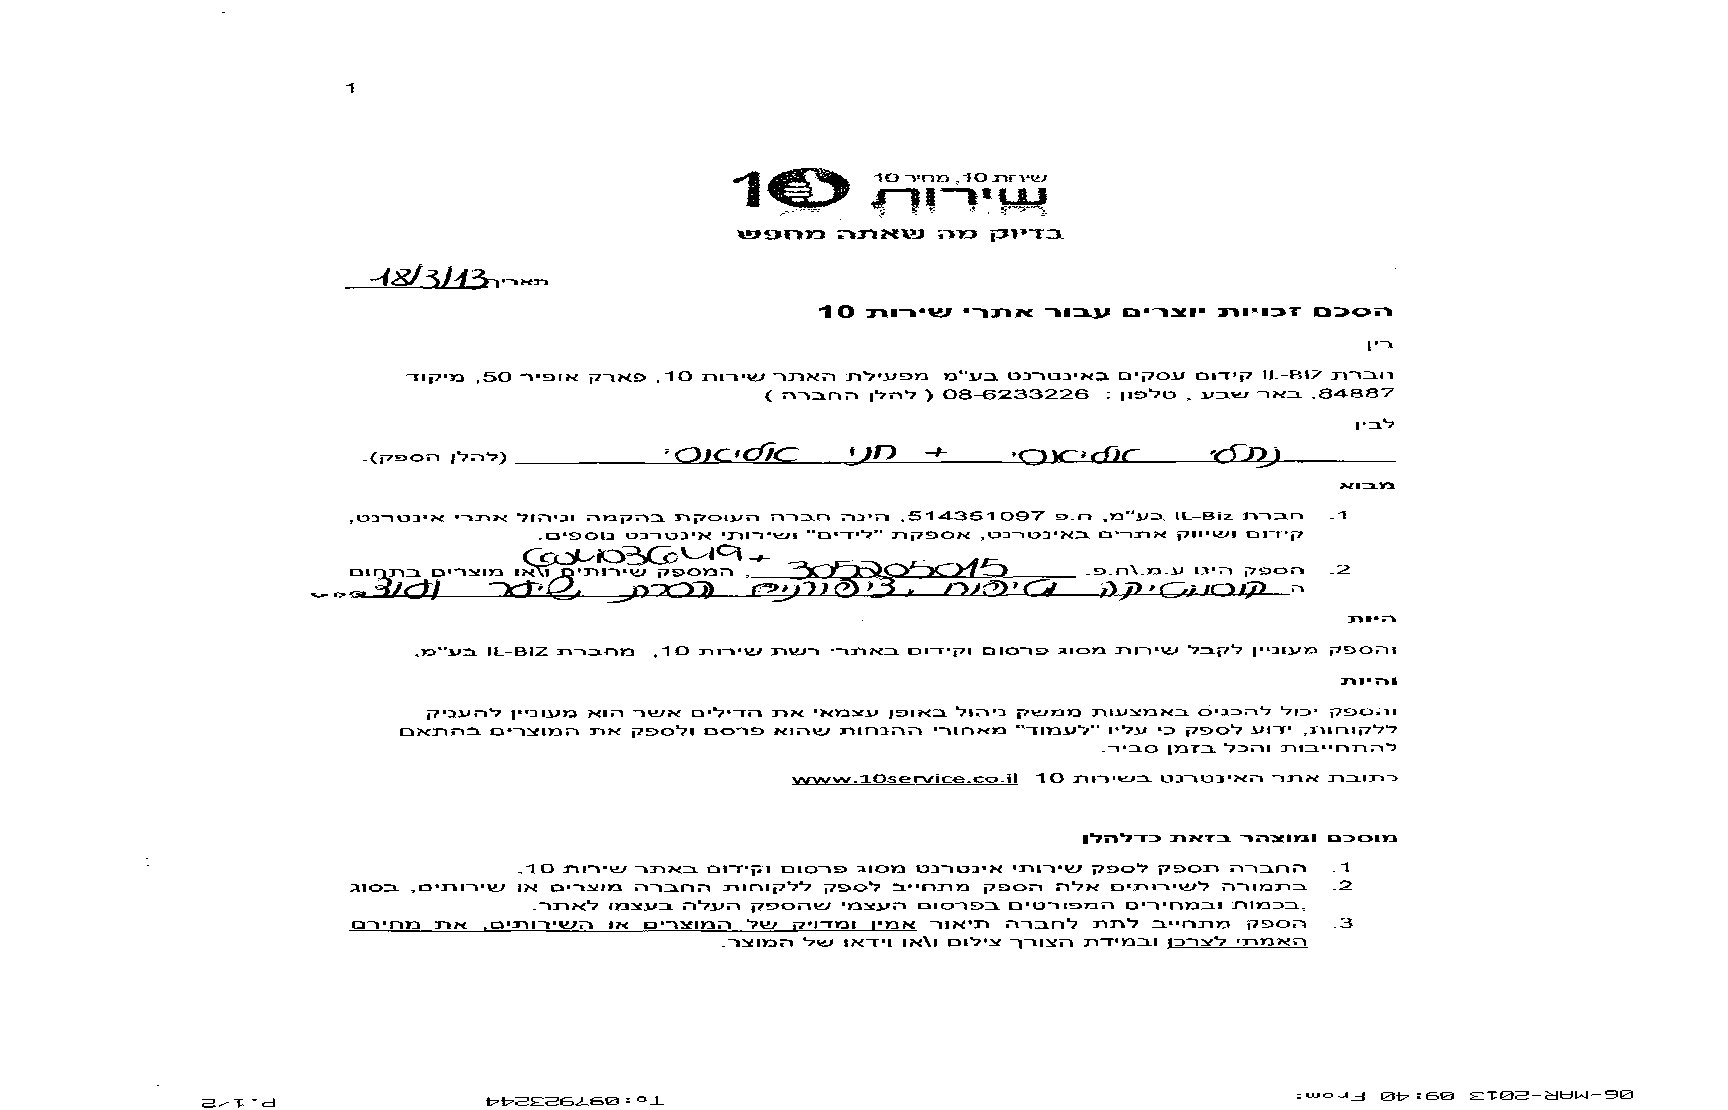 1
שירות 10, מחיר 10
10 שירות
בדיוק מה שאתה מחפש
תאריך 18/3/13
הסכם זכויות יוצרים עבור אתרי שירות 10
בין
חברת IL-BIZ קידום עסקים באינטרנט בע"מ מפעילת האתר שירות 10, פארק אופיר 50, מיקוד
84887, באר שבע, טלפון : 08-6233226 ( להלן החברה )
לבין
נתלי אליאסי + חני אליאסי (להלן הספק).
מבוא
1. חברת IL-Biz בע"מ, ח.פ 514351097, הינה חברה העוסקת בהקמה וניהול אתרי אינטרנט,
קידום ושיווק אתרים באינטרנט, אספקת "לידים" ושירותי אינטרנט נוספים.
2. הספק הינו ע.מ.\ח.פ. 305205015, המספק שירותים ו\או מוצרים בתחום
ה קוסמטיקה טיפוח, ציפורניים הסרת שיער
היות
והספק מעוניין לקבל שירות מסוג פרסום וקידום באתרי רשת שירות 10, מחברת IL-BIZ בע"מ,
והיות
והספק יכול להכניס באמצעות ממשק ניהול באופן עצמאי את הדילים אשר הוא מעוניין להעניק
ללקוחות, ידוע לספק כי עליו "לעמוד" מאחורי ההנחות שהוא פרסם ולספק את המוצרים בהתאם
להתחייבות והכל בזמן סביר.
כתובת אתר האינטרנט בשירות 10 www.10service.co.il
מוסכם ומוצהר בזאת כדלהלן
1. החברה תספק לספק שירותי אינטרנט מסוג פרסום וקידום באתר שירות 10.
2. בתמורה לשירותים אלה הספק מתחייב לספק ללקוחות החברה מוצרים או שירותים, בסוג
,בכמות ובמחירים המפורטים בפרסום העצמי שהספק העלה בעצמו לאתר.
3. הספק מתחייב לתת לחברה תיאור אמין ומדויק של המוצרים או השירותים, את מחירם
האמתי לצרכן ובמידת הצורך צילום ו\או וידאו של המוצר.
06-MAR-2013 09:40 From: To:097923244 P.1/2